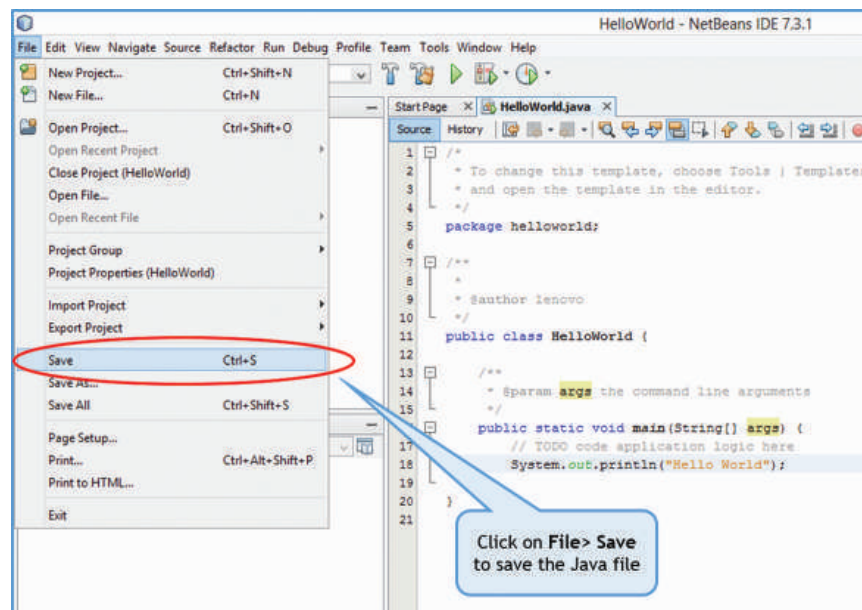 HelloWorld - NetBeans IDE 7.3.1
File Edit View Navigate Source Refactor Run Debug Profile Team Tools Window Help
New Project... Ctrl+Shift+N
New File... Ctrl+N
Open Project... Ctrl+Shift+O
Open Recent Project
Close Project (HelloWorld)
Open File...
Open Recent File
Project Group
Project Properties (HelloWorld)
Import Project
Export Project
Save Ctrl+S
Save As...
Save All Ctrl+Shift+S
Page Setup...
Print... Ctrl+Alt+Shift+P
Print to HTML...
Exit
Start Page HelloWorld.java
Source History
1 /*
2 * To change this template, choose Tools | Templates
3 * and open the template in the editor.
4 */
5 package helloworld;
6
7 /**
8 *
9 * @author lenovo
10 */
11 public class HelloWorld {
12
13 /**
14 * @param args the command line arguments
15 */
public static void main(String[] args) {
17 // TODO code application logic here
18 System.out.println("Hello World");
19
20 }
21
Click on File> Save
to save the Java file